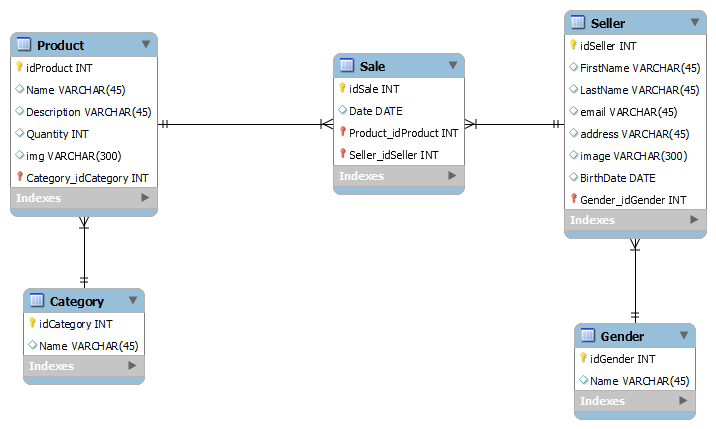 Product
idProduct INT
Name VARCHAR(45)
Description VARCHAR(45)
Quantity INT
img VARCHAR(300)
Category_idCategory INT
Indexes
Sale
idSale INT
Date DATE
Product_idProduct INT
Seller_idSeller INT
Indexes
Seller
idSeller INT
FirstName VARCHAR(45)
LastName VARCHAR(45)
email VARCHAR(45)
address VARCHAR(45)
image VARCHAR(300)
BirthDate DATE
Gender_idGender INT
Indexes
Category
idCategory INT
Name VARCHAR(45)
Indexes
Gender
idGender INT
Name VARCHAR(45)
Indexes